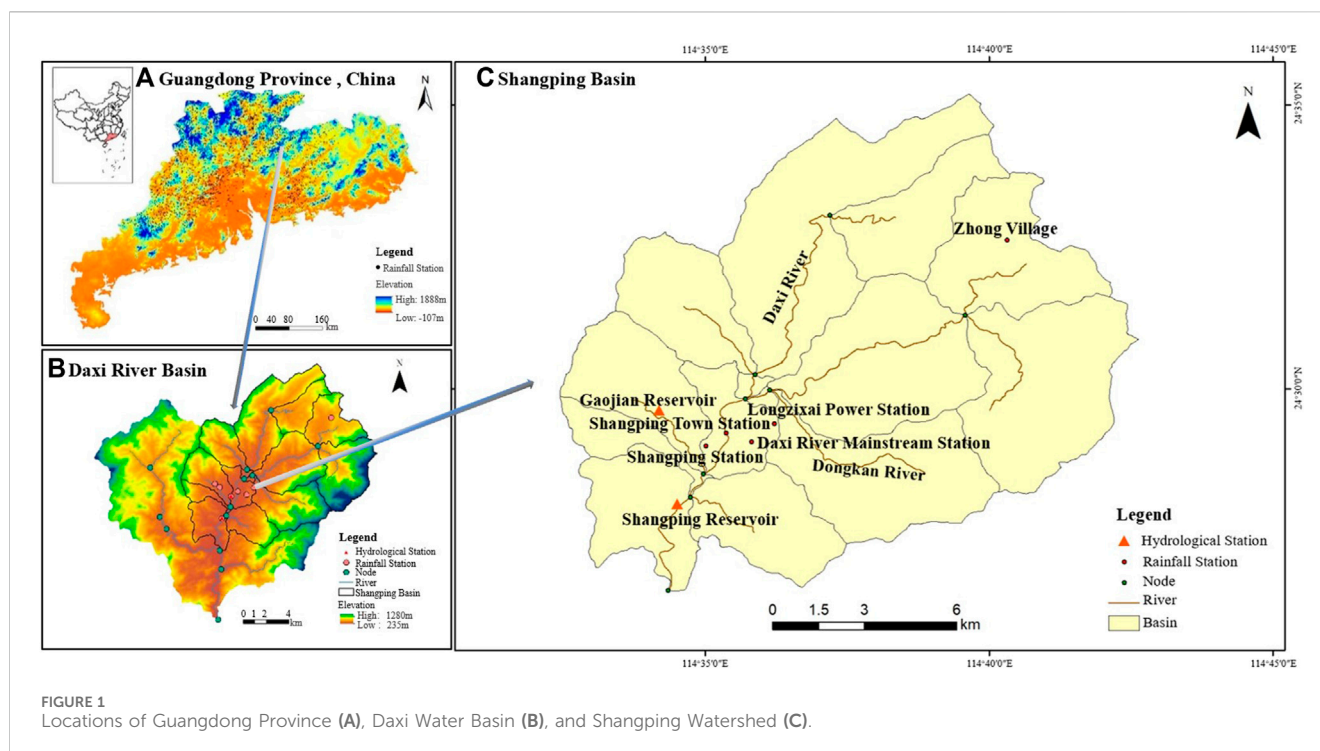 A Guangdong Province , China
N
Legend
Rainfall Station
Elevation
High: 1888m
Low: -107m
0 40 80 160
km
B Daxi River Basin
N
Legend
Hydrological Station
Rainfall Station
Node
River
Shangping Basin
Elevation
High: 1280m
Low : 235m
0 1 2 4
km
114°35'0"E
114°40'0"E
114°45'0"E
C Shangping Basin
N
24°35'0"N
Zhong Village
Daxi River
24°30'0"N
Gaojian Reservoir
Longzixai Power Station
Shangping Town Station
Daxi River Mainstream Station
Shangping Station
Dongkan River
Shangping Reservoir
Legend
Hydrological Station
Rainfall Station
Node
River
Basin
0 1.5 3 6
km
114°35'0"E
114°40'0"E
114°45'0"E
FIGURE 1
Locations of Guangdong Province (A), Daxi Water Basin (B), and Shangping Watershed (C).